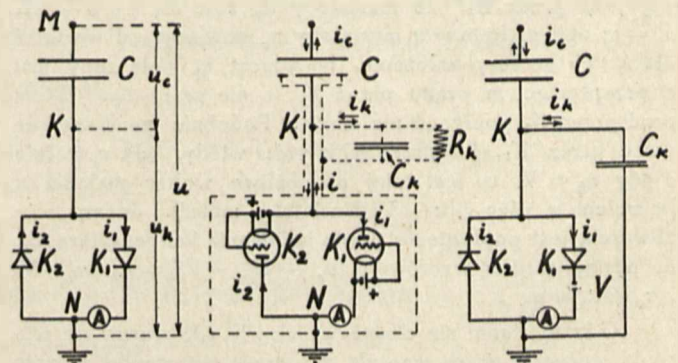 M
C
u_c
K
u
u_k
i_2
i_1
K_2
K_1
N
A
i_c
C
K
i_k
R_k
C_k
i
+
i_1
K_2
K_1
i_2
N
A
+
i_c
C
i_k
K
C_k
i_2
i_1
K_2
K_1
V
A